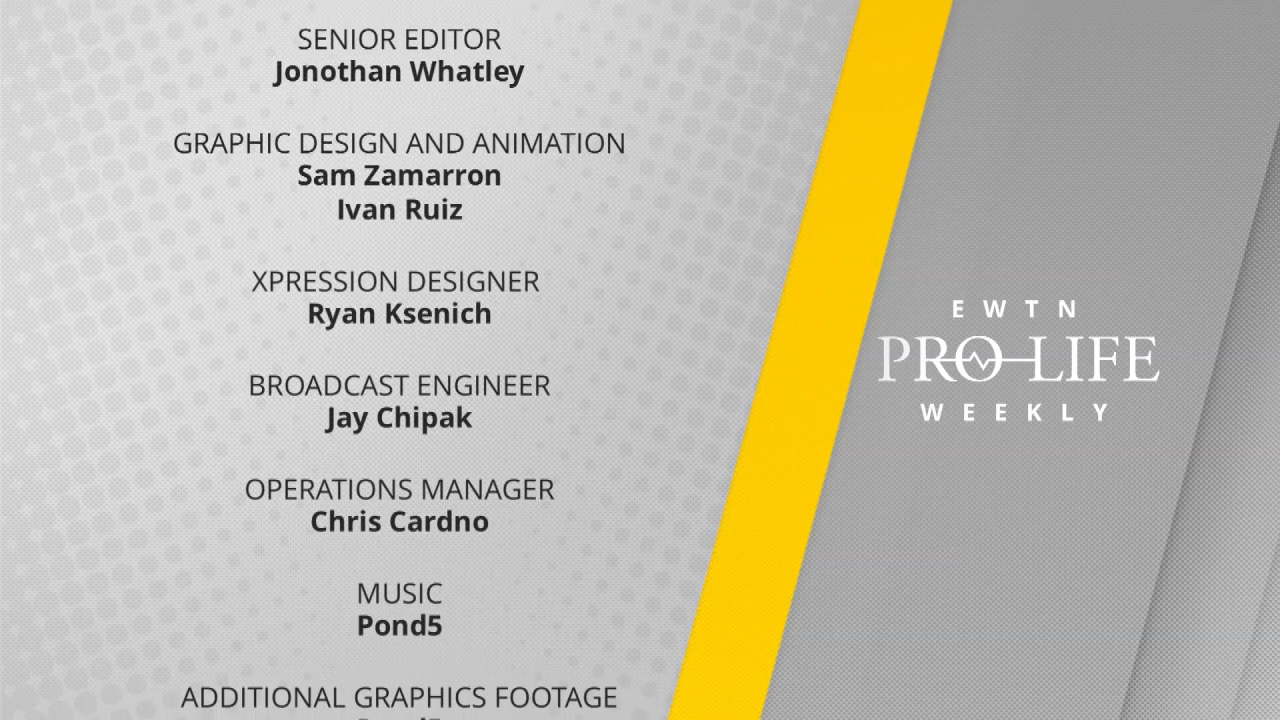 SENIOR EDITOR
Jonothan Whatley
GRAPHIC DESIGN AND ANIMATION
Sam Zamarron
Ivan Ruiz
XPRESSION DESIGNER
Ryan Ksenich
BROADCAST ENGINEER
Jay Chipak
OPERATIONS MANAGER
Chris Cardno
MUSIC
Pond5
ADDITIONAL GRAPHICS FOOTAGE
EWTN
PRO-LIFE
WEEKLY